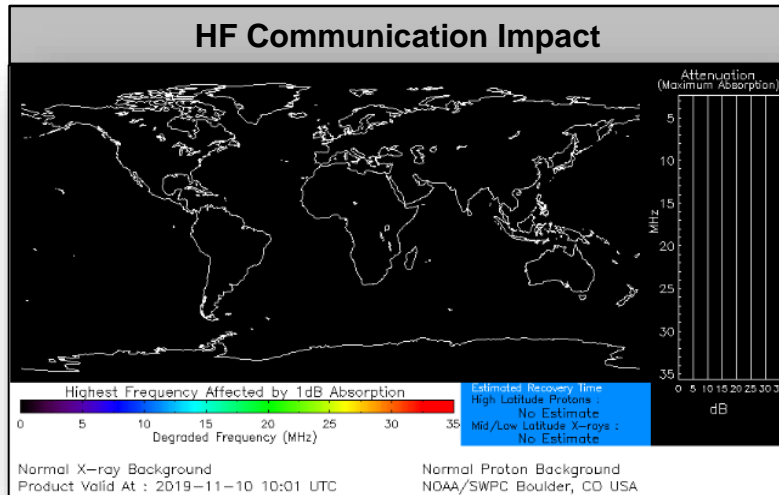 HF Communication Impact
Attenuation
(Maximum Absorption)
5
10
15
20
25
30
35
MHz
0 5 10 15 20 25 30 35
dB
Highest Frequency Affected by 1dB Absorption
0 5 10 15 20 25 30 35
Degraded Frequency (MHz)
Estimated Recovery Time
High Latitude Protons :
No Estimate
Mid/Low Latitude X-rays :
No Estimate
Normal X-ray Background
Product Valid At : 2019-11-10 10:01 UTC
Normal Proton Background
NOAA/SWPC Boulder, CO USA